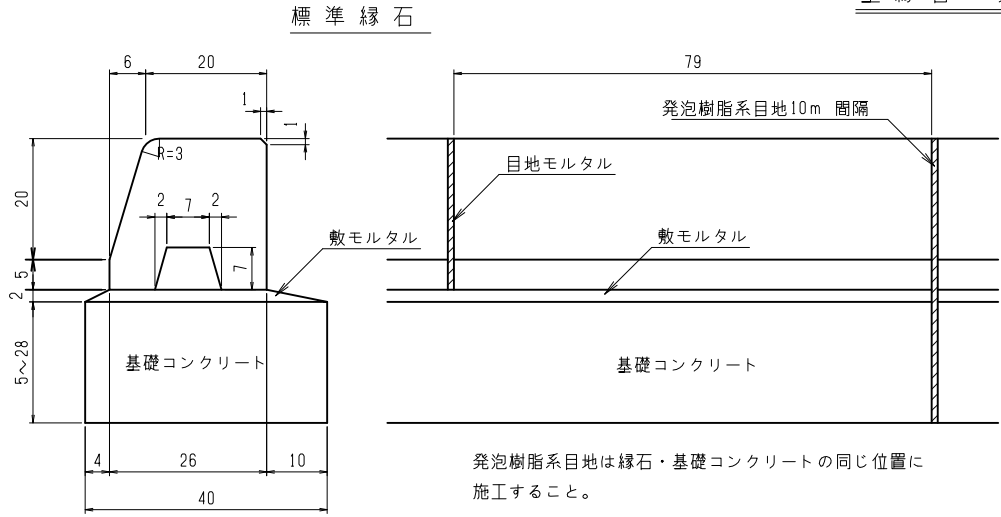 標準縁石
6
20
1
1
R=3
20
2
7
2
7
5
2
5~28
敷モルタル
基礎コンクリート
4
26
10
40
79
発泡樹脂系目地10m 間隔
目地モルタル
敷モルタル
基礎コンクリート
発泡樹脂系目地は縁石・基礎コンクリートの同じ位置に
施工すること。